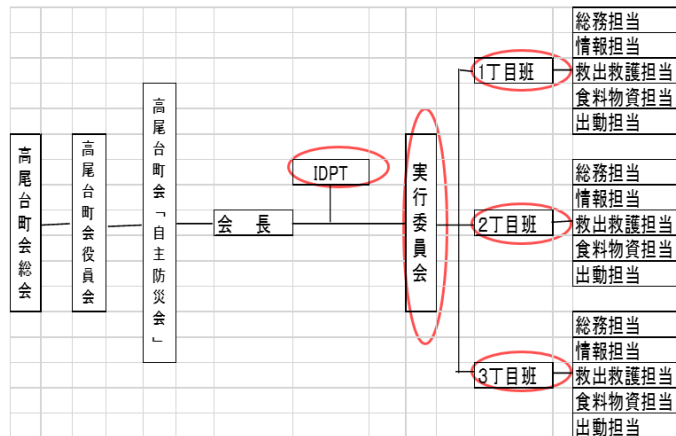 高尾台町会総会
高尾台町会役員会
高尾台町会「自主防災会」
会　長
IDPT
実行委員会
1丁目班
総務担当
情報担当
救出救護担当
食料物資担当
出動担当
2丁目班
総務担当
情報担当
救出救護担当
食料物資担当
出動担当
3丁目班
総務担当
情報担当
救出救護担当
食料物資担当
出動担当